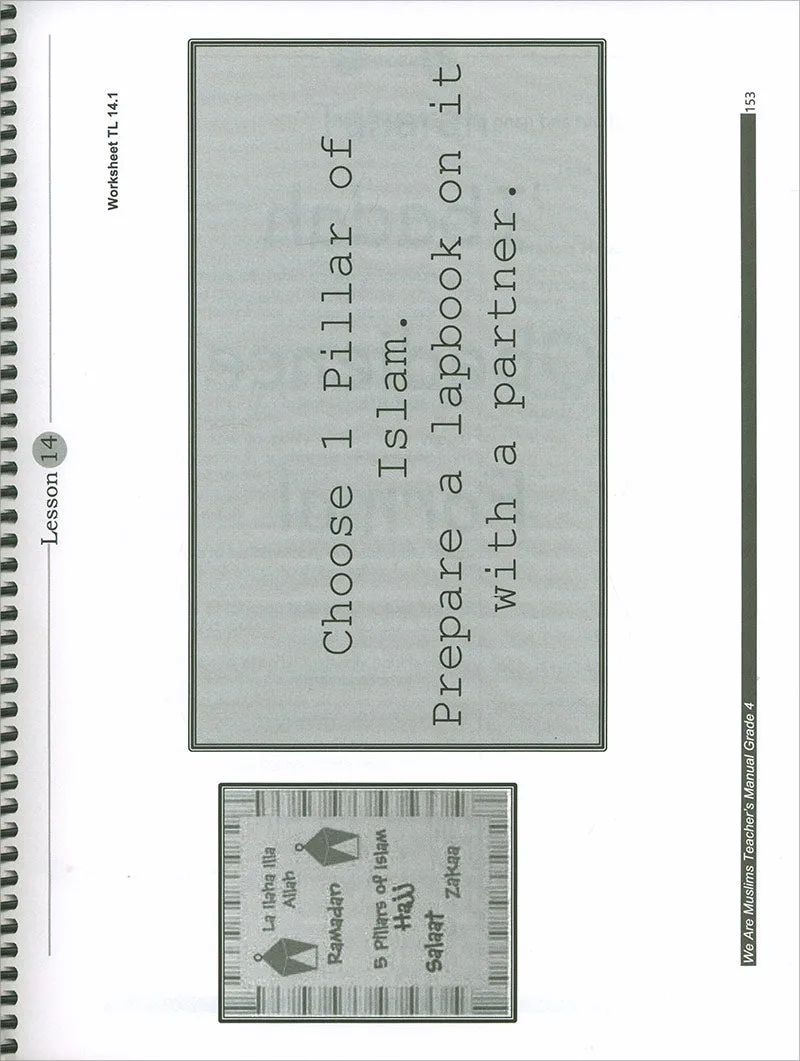 Lesson 14
Worksheet TL 14.1
La Ilaha Illa
Allah
Ramadan
5 Pillars of Islam
Hajj
Salaat
Zakaa
Choose 1 Pillar of
Islam.
Prepare a lapbook on it
with a partner.
We Are Muslims Teacher's Manual Grade 4
153